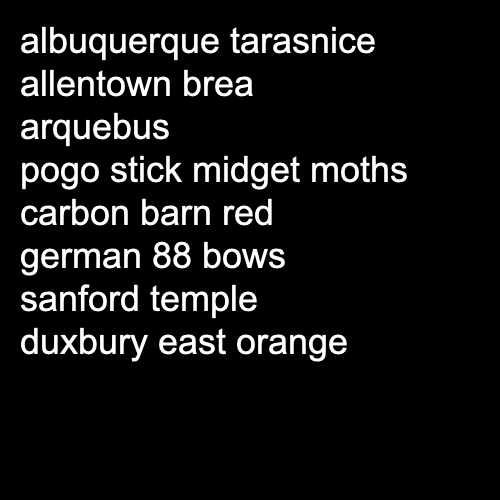 albuquerque tarasnice
allentown brea
arquebus
pogo stick midget moths
carbon barn red
german 88 bows
sanford temple
duxbury east orange